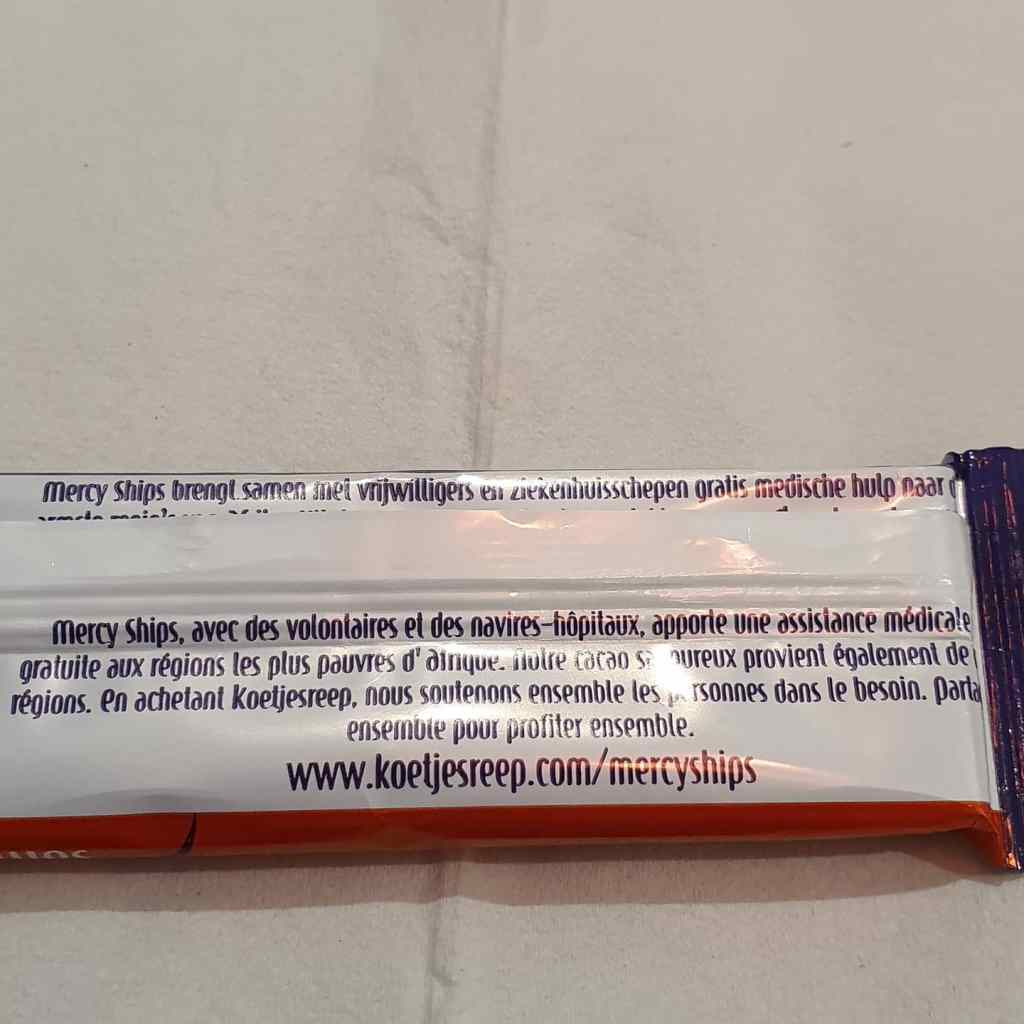 Mercy Ships brengt samen met vrijwilligers en ziekenhuisschepen gratis medische hulp naar
Mercy Ships, avec des volontaires et des navires-hôpitaux, apporte une assistance médicale
gratuite aux régions les plus pauvres d'afrique. Notre cacao savoureux provient également de
régions. En achetant Koetjesreep, nous soutenons ensemble les personnes dans le besoin.
ensemble pour profiter ensemble.
www.koetjesreep.com/mercyships